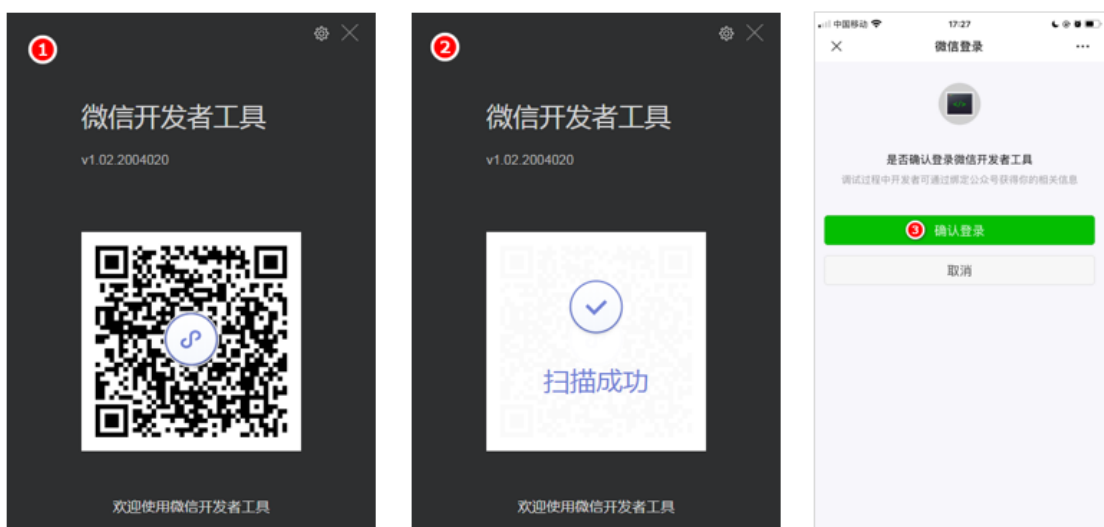 1
微信开发者工具
v1.02.2004020
欢迎使用微信开发者工具
2
微信开发者工具
v1.02.2004020
扫描成功
欢迎使用微信开发者工具
中国移动 17:27
微信登录
是否确认登录微信开发者工具
调试过程中开发者可通过绑定公众号获得你的相关信息
3 确认登录
取消